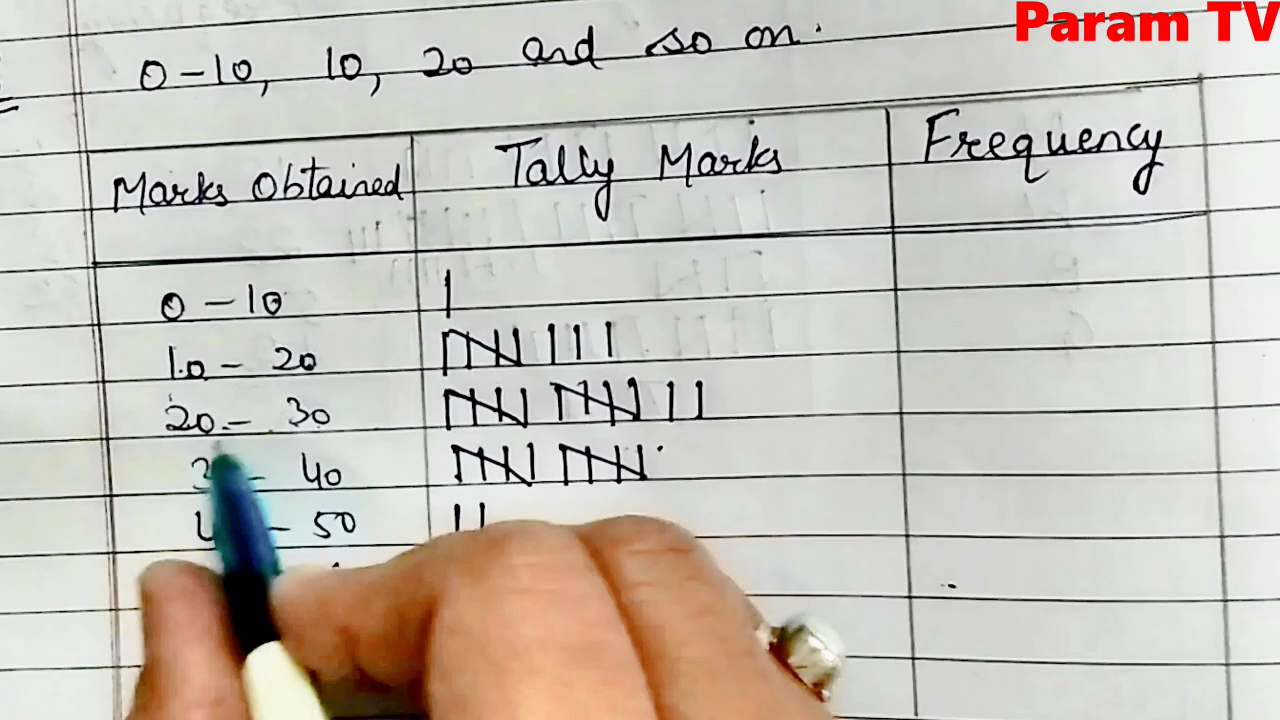 Param TV
0-10, 10, 20 and so on.
Marks Obtained Tally Marks Frequency
0-10 |
10-20 𝍸 |||
20-30 𝍸 𝍸 ||
40 𝍸 𝍸
-50 ||